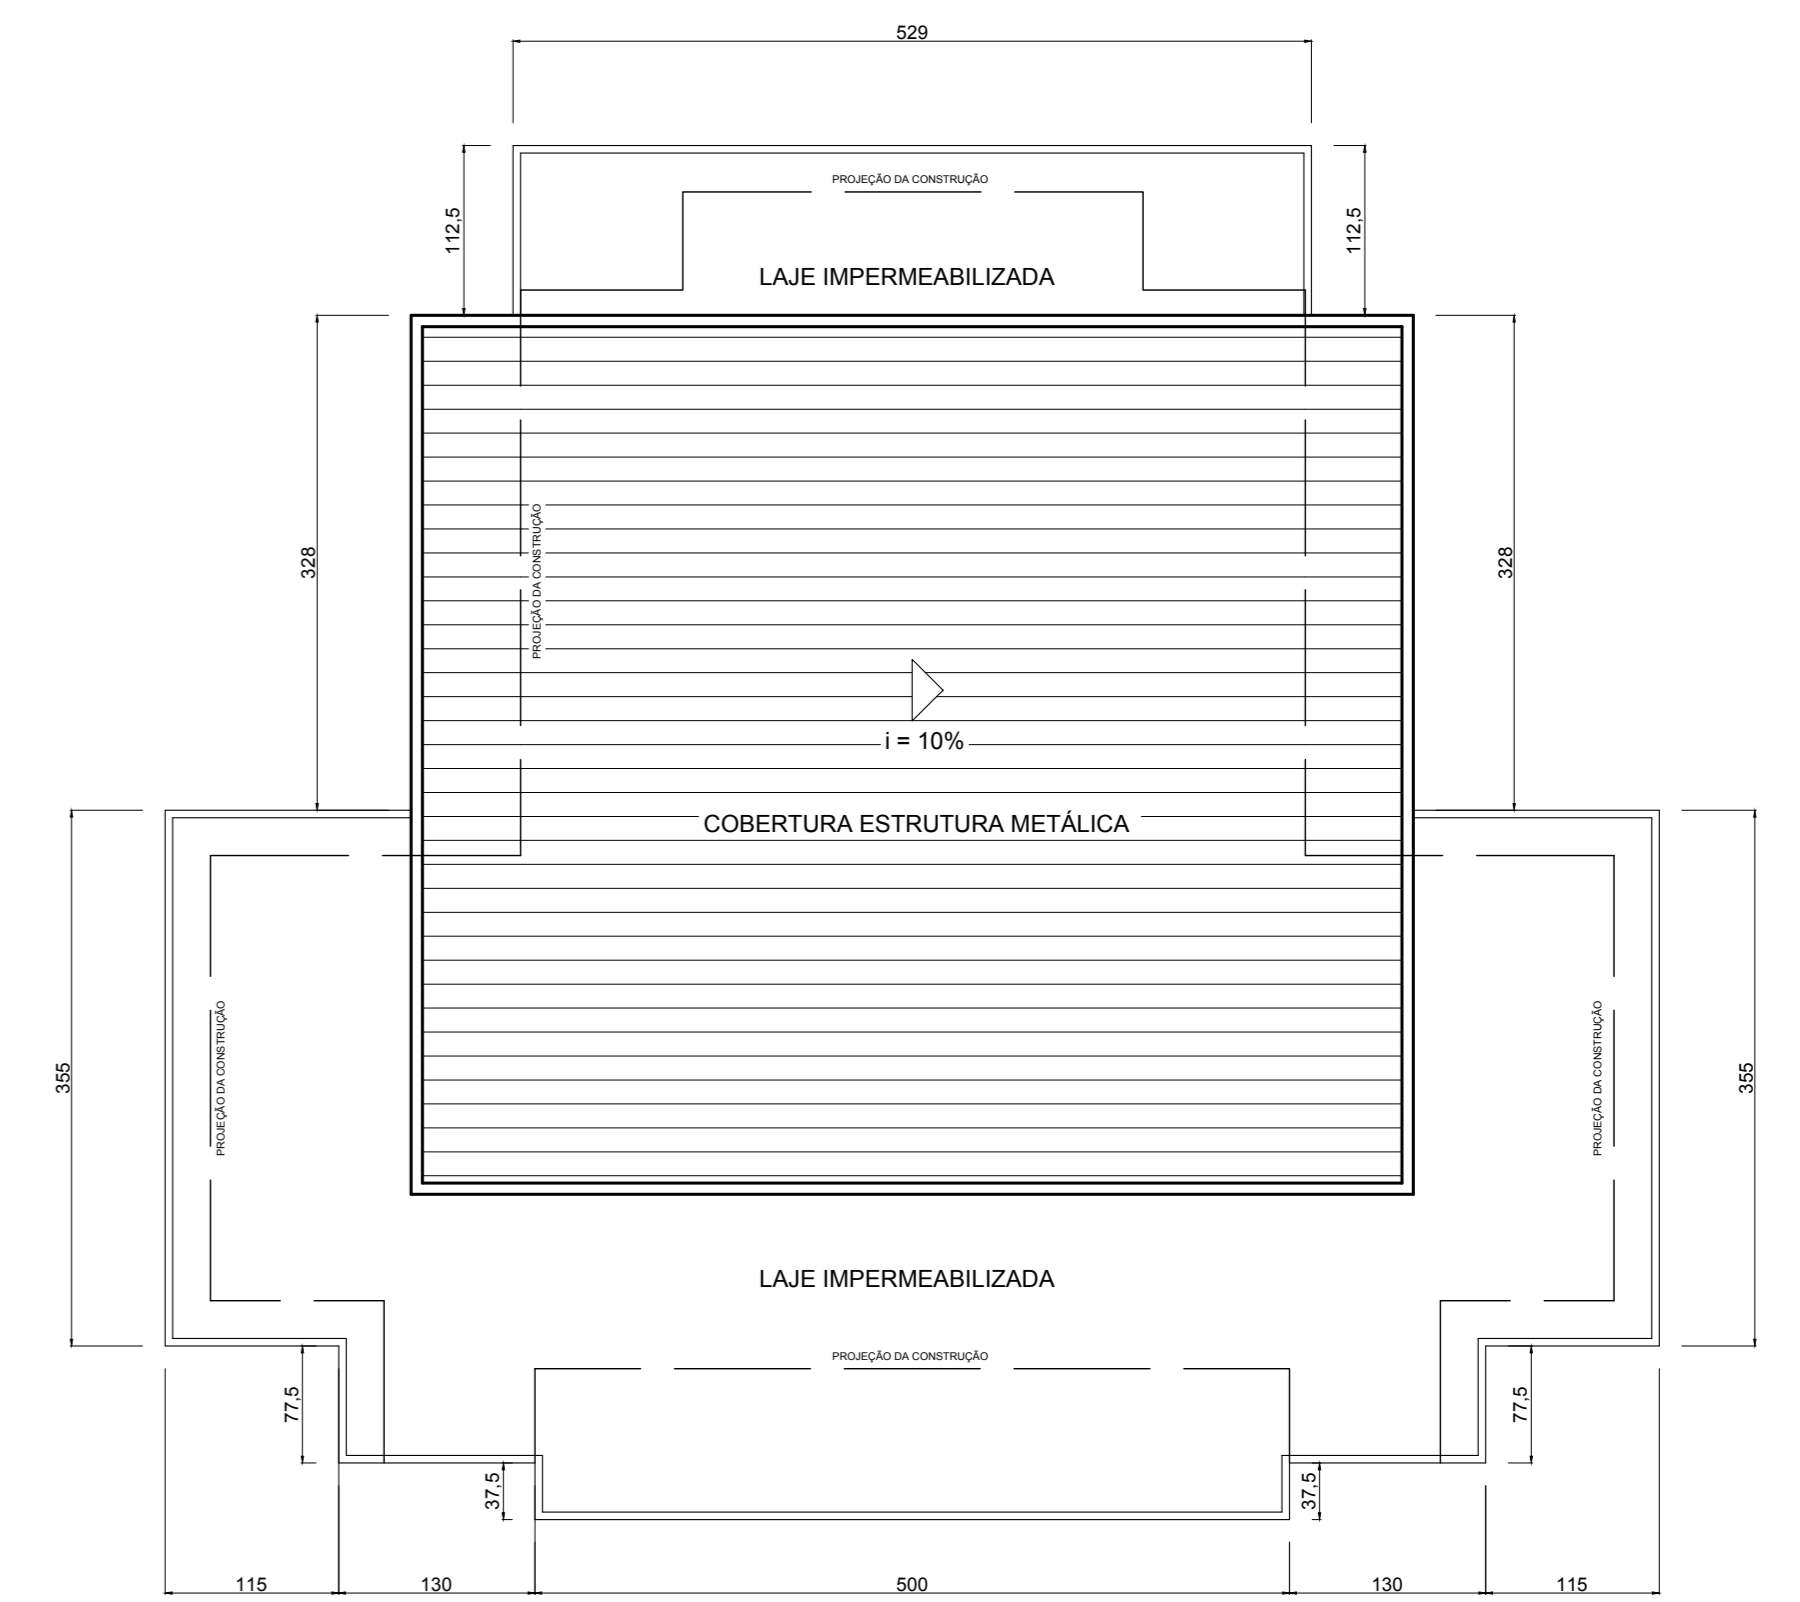 529
PROJEÇÃO DA CONSTRUÇÃO
112,5
112,5
LAJE IMPERMEABILIZADA
328
328
PROJEÇÃO DA CONSTRUÇÃO
i = 10%
COBERTURA ESTRUTURA METÁLICA
355
PROJEÇÃO DA CONSTRUÇÃO
PROJEÇÃO DA CONSTRUÇÃO
355
LAJE IMPERMEABILIZADA
PROJEÇÃO DA CONSTRUÇÃO
77,5
77,5
37,5
37,5
115
130
500
130
115